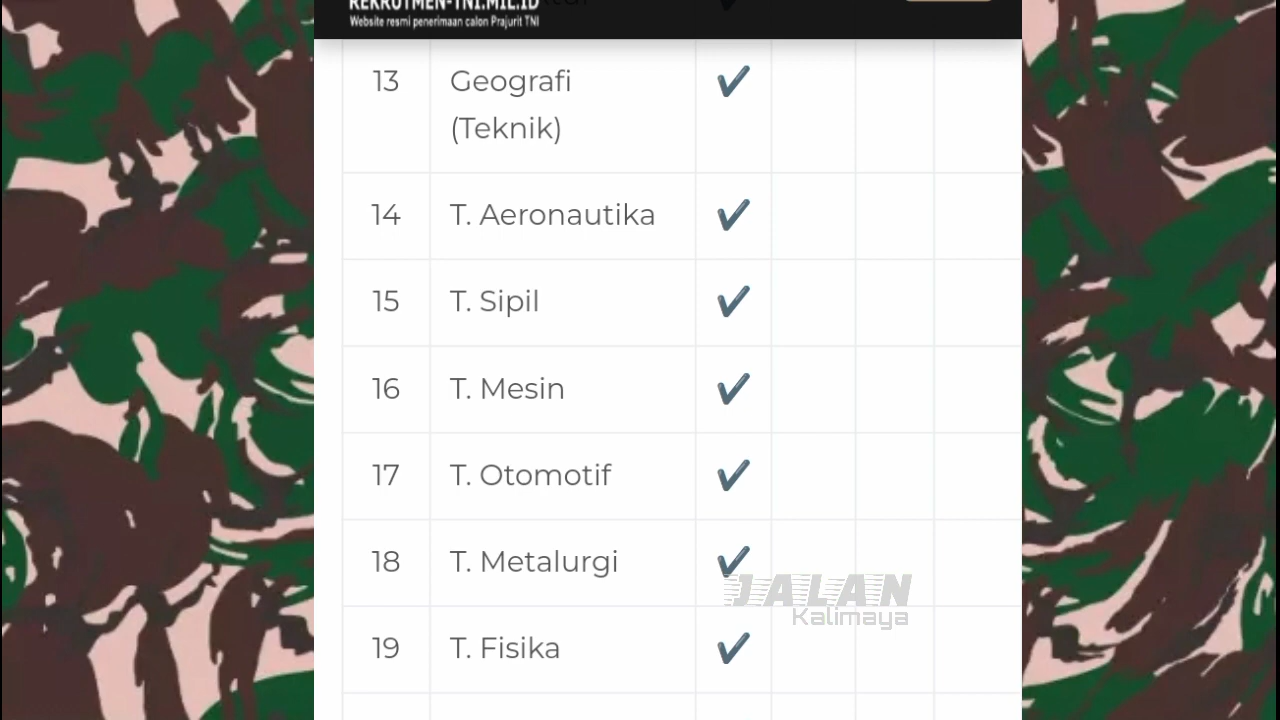 REKRUTMEN-TNI.MIL.ID
Website resmi penerimaan calon Prajurit TNI
13 Geografi ✔
(Teknik)
14 T. Aeronautika ✔
15 T. Sipil ✔
16 T. Mesin ✔
17 T. Otomotif ✔
18 T. Metalurgi ✔
JALAN
Kalimaya
19 T. Fisika ✔